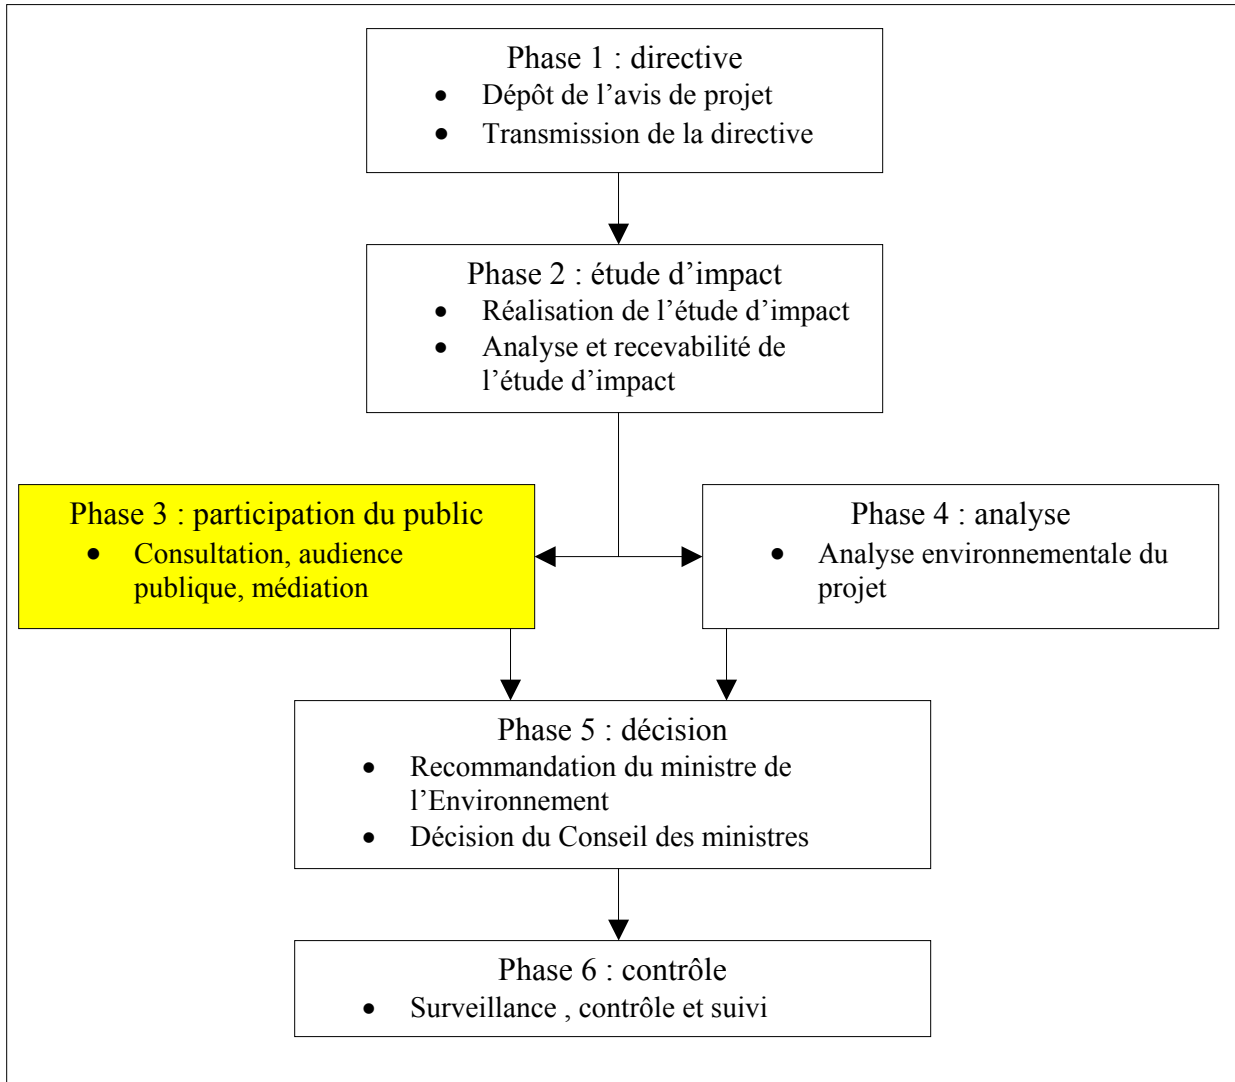 Phase 1 : directive
• Dépôt de l’avis de projet
• Transmission de la directive
Phase 2 : étude d’impact
• Réalisation de l’étude d’impact
• Analyse et recevabilité de
l’étude d’impact
Phase 3 : participation du public
• Consultation, audience
publique, médiation
Phase 4 : analyse
• Analyse environnementale du
projet
Phase 5 : décision
• Recommandation du ministre de
l’Environnement
• Décision du Conseil des ministres
Phase 6 : contrôle
• Surveillance , contrôle et suivi